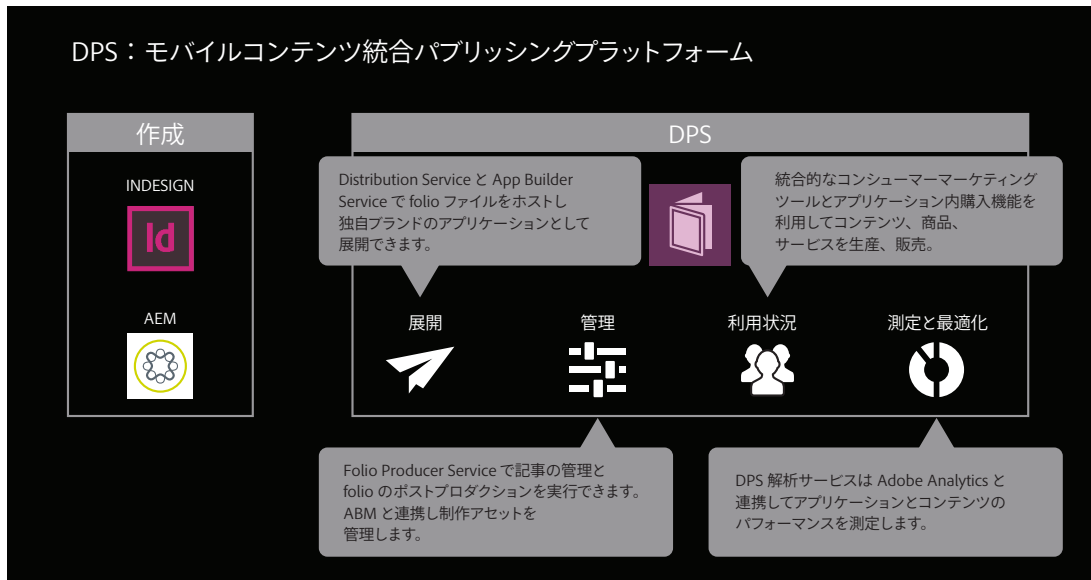 DPS：モバイルコンテンツ統合パブリッシングプラットフォーム
作成
INDESIGN
Id
AEM
DPS
Distribution Service と App Builder
Service で folio ファイルをホストし
独自ブランドのアプリケーションとして
展開できます。
統合的なコンシューマーマーケティング
ツールとアプリケーション内購入機能を
利用してコンテンツ、商品、
サービスを生産、販売。
展開
管理
利用状況
測定と最適化
Folio Producer Service で記事の管理と
folio のポストプロダクションを実行できます。
ABM と連携し制作アセットを
管理します。
DPS 解析サービスは Adobe Analytics と
連携してアプリケーションとコンテンツの
パフォーマンスを測定します。